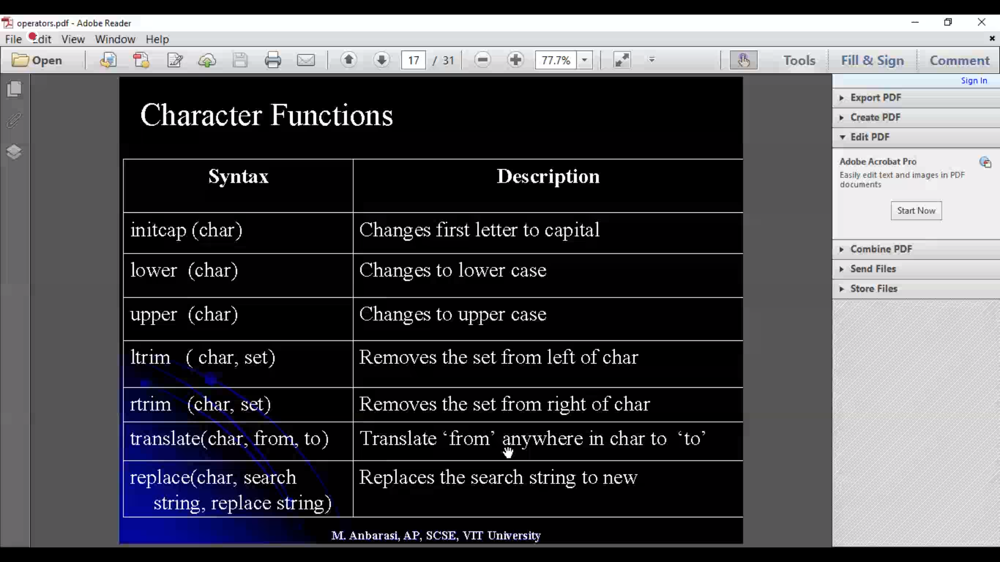 operators.pdf - Adobe Reader
File Edit View Window Help
Open 17 / 31 77.7% Tools Fill & Sign Comment
Sign In
Export PDF
Create PDF
Edit PDF
Adobe Acrobat Pro
Easily edit text and images in PDF
documents
Start Now
Combine PDF
Send Files
Store Files
Character Functions
Syntax Description
initcap (char) Changes first letter to capital
lower (char) Changes to lower case
upper (char) Changes to upper case
ltrim ( char, set) Removes the set from left of char
rtrim (char, set) Removes the set from right of char
translate(char, from, to) Translate ‘from’ anywhere in char to ‘to’
replace(char, search Replaces the search string to new
string, replace string)
M. Anbarasi, AP, SCSE, VIT University